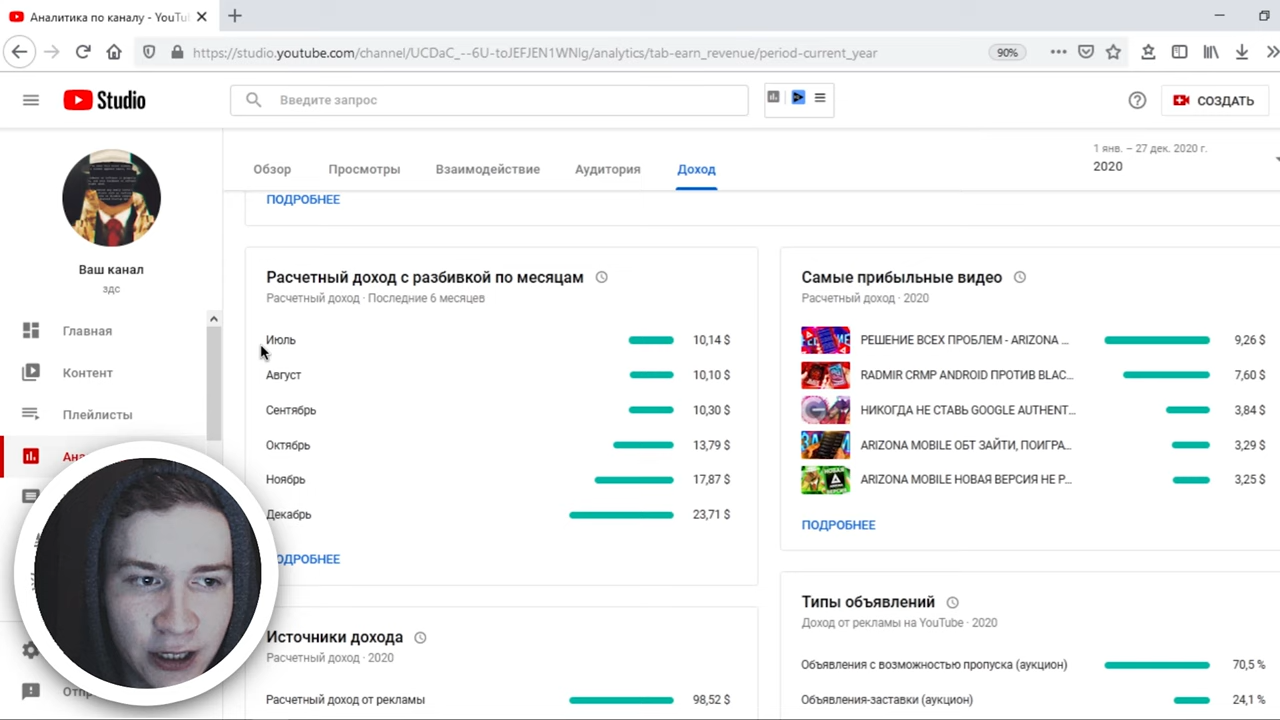 Аналитика по каналу - YouTu
https://studio.youtube.com/channel/UCDaC_--6U-toJEFJEN1WNlg/analytics/tab-earn_revenue/period-current_year
90%
Studio
Введите запрос
СОЗДАТЬ
Обзор
Просмотры
Взаимодействие
Аудитория
Доход
1 янв. – 27 дек. 2020 г.
2020
ПОДРОБНЕЕ
Ваш канал
здс
Главная
Контент
Плейлисты
Ана
Отпр
Расчетный доход с разбивкой по месяцам
Расчетный доход · Последние 6 месяцев
Июль 10,14 $
Август 10,10 $
Сентябрь 10,30 $
Октябрь 13,79 $
Ноябрь 17,87 $
Декабрь 23,71 $
ПОДРОБНЕЕ
Самые прибыльные видео
Расчетный доход · 2020
РЕШЕНИЕ ВСЕХ ПРОБЛЕМ - ARIZONA ... 9,26 $
RADMIR CRMP ANDROID ПРОТИВ BLAC... 7,60 $
НИКОГДА НЕ СТАВЬ GOOGLE AUTHENT... 3,84 $
ARIZONA MOBILE ОБТ ЗАЙТИ, ПОИГРА... 3,29 $
ARIZONA MOBILE НОВАЯ ВЕРСИЯ НЕ Р... 3,25 $
ПОДРОБНЕЕ
Источники дохода
Расчетный доход · 2020
Расчетный доход от рекламы 98,52 $
Типы объявлений
Доход от рекламы на YouTube · 2020
Объявления с возможностью пропуска (аукцион) 70,5 %
Объявления-заставки (аукцион) 24,1 %